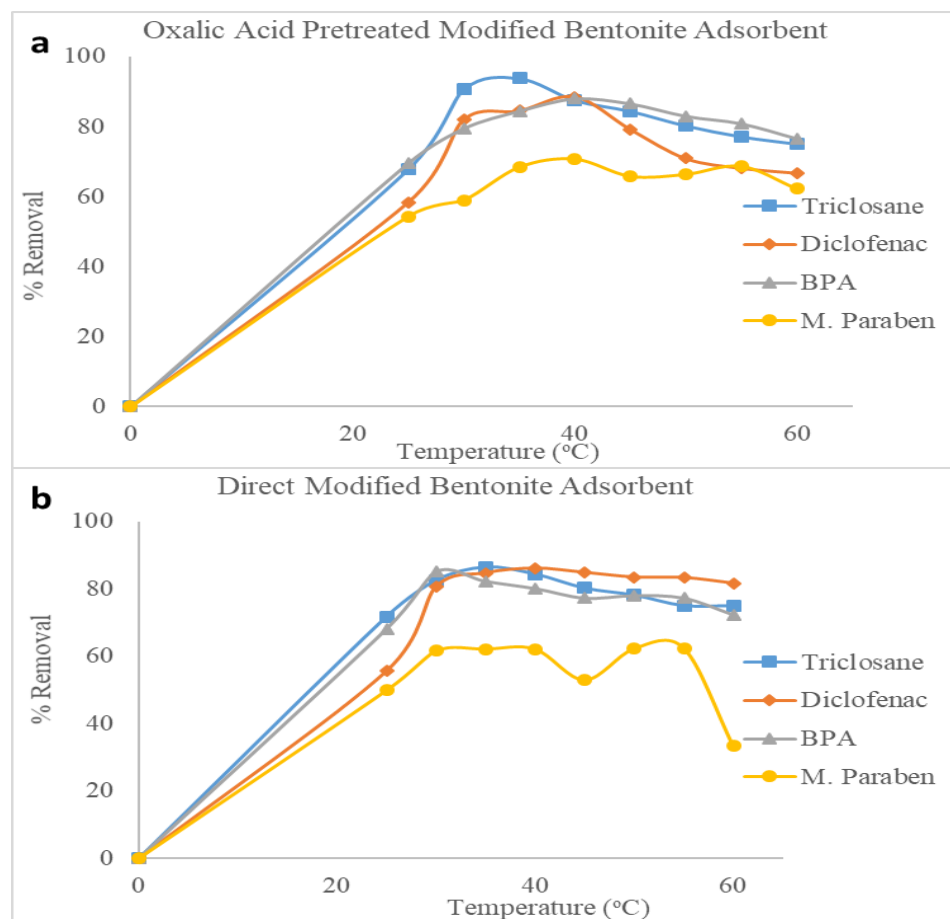 a
Oxalic Acid Pretreated Modified Bentonite Adsorbent
100
80
60
40
20
0
% Removal
0 20 40 60
Temperature (°C)
Triclosane
Diclofenac
BPA
M. Paraben
b
Direct Modified Bentonite Adsorbent
100
80
60
40
20
0
% Removal
0 20 40 60
Temperature (°C)
Triclosane
Diclofenac
BPA
M. Paraben